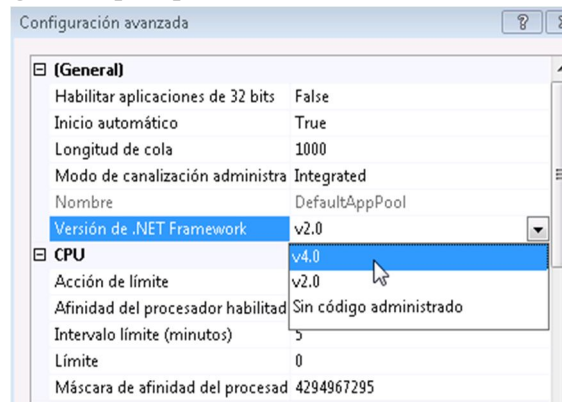 Configuración avanzada
(General)
Habilitar aplicaciones de 32 bits False
Inicio automático True
Longitud de cola 1000
Modo de canalización administra Integrated
Nombre DefaultAppPool
Versión de .NET Framework v2.0
CPU v4.0
Acción de límite v2.0
Afinidad del procesador habilitad Sin código administrado
Intervalo límite (minutos) 5
Límite 0
Máscara de afinidad del procesad 4294967295